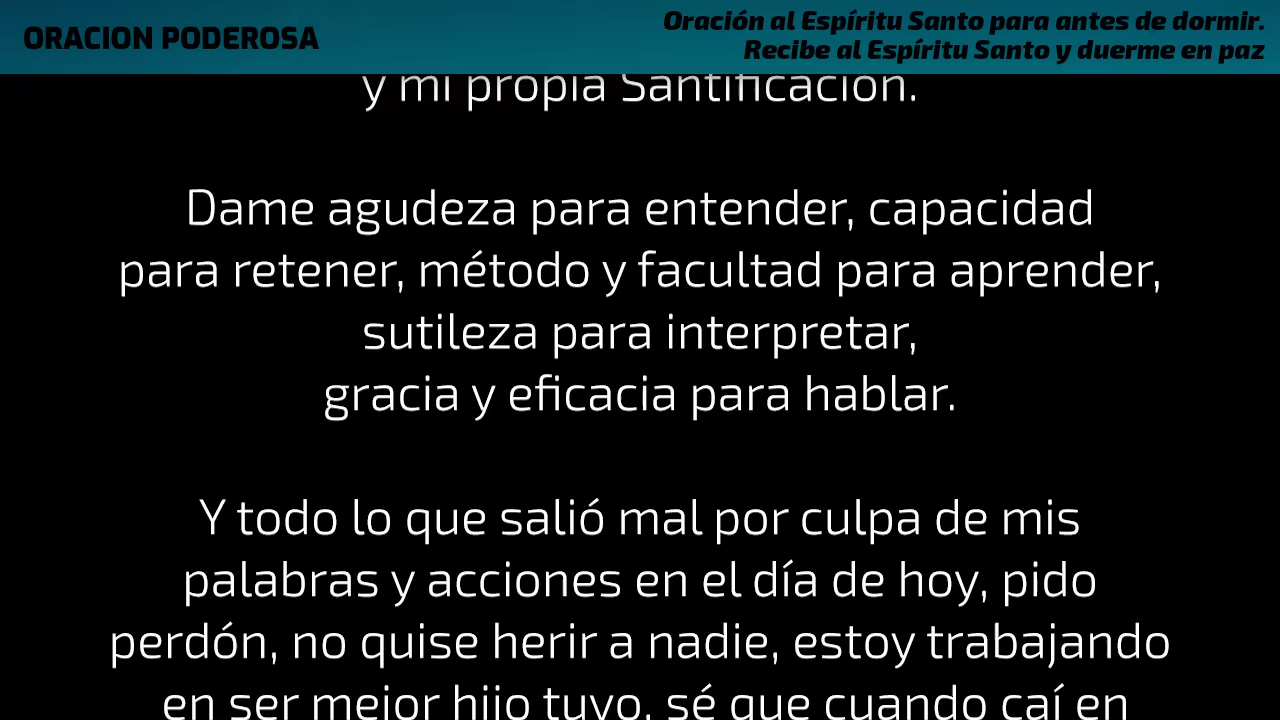 ORACION PODEROSA
Oración al Espíritu Santo para antes de dormir.
Recibe al Espíritu Santo y duerme en paz
y mi propia Santificación.
Dame agudeza para entender, capacidad
para retener, método y facultad para aprender,
sutileza para interpretar,
gracia y eficacia para hablar.
Y todo lo que salió mal por culpa de mis
palabras y acciones en el día de hoy, pido
perdón, no quise herir a nadie, estoy trabajando
en ser mejor hijo tuyo, sé que cuando caí en